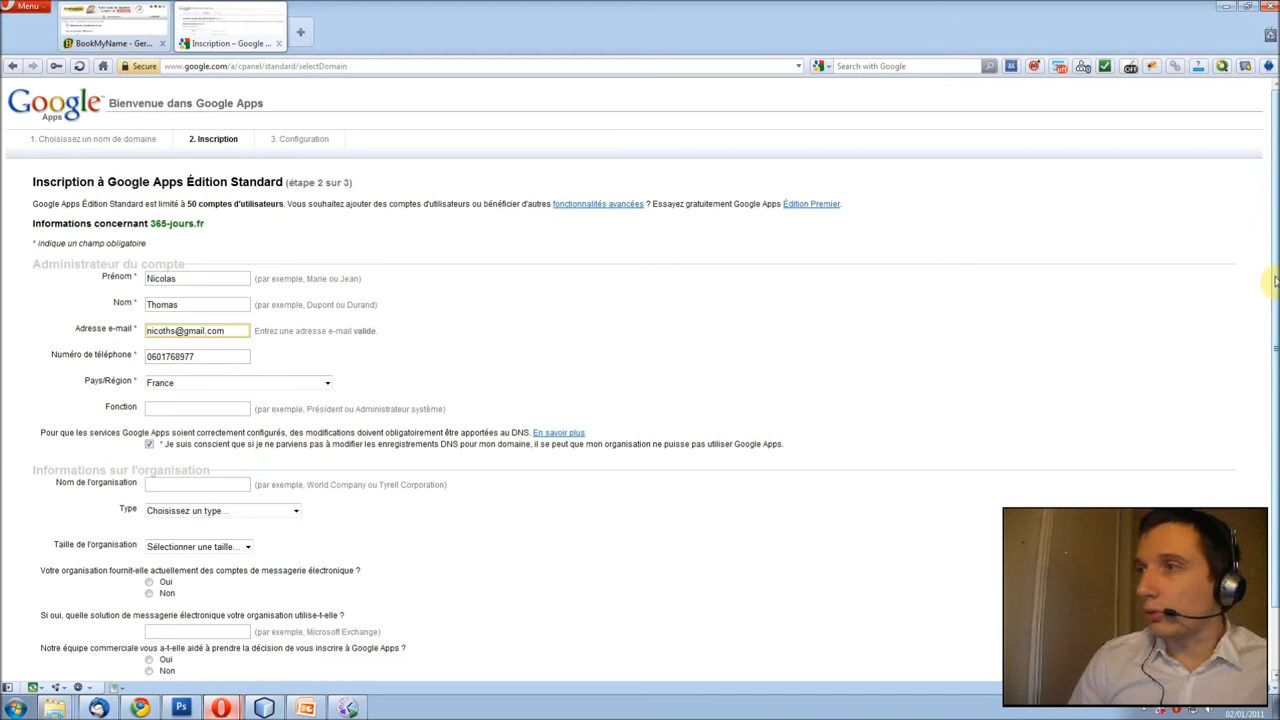 Menu
BookMyName - Ger...
Inscription – Google ...
Secure
www.google.com/a/cpanel/standard/selectDomain
Search with Google
Google Apps
Bienvenue dans Google Apps
1. Choisissez un nom de domaine
2. Inscription
3. Configuration
Inscription à Google Apps Édition Standard (étape 2 sur 3)
Google Apps Édition Standard est limité à 50 comptes d'utilisateurs. Vous souhaitez ajouter des comptes d'utilisateurs ou bénéficier d'autres fonctionnalités avancées ? Essayez gratuitement Google Apps Édition Premier.
Informations concernant 365-jours.fr
* indique un champ obligatoire
Administrateur du compte
Prénom * Nicolas (par exemple, Marie ou Jean)
Nom * Thomas (par exemple, Dupont ou Durand)
Adresse e-mail * nicoths@gmail.com Entrez une adresse e-mail valide.
Numéro de téléphone * 0601768977
Pays/Région * France
Fonction (par exemple, Président ou Administrateur système)
Pour que les services Google Apps soient correctement configurés, des modifications doivent obligatoirement être apportées au DNS. En savoir plus
* Je suis conscient que si je ne parviens pas à modifier les enregistrements DNS pour mon domaine, il se peut que mon organisation ne puisse pas utiliser Google Apps.
Informations sur l'organisation
Nom de l'organisation (par exemple, World Company ou Tyrell Corporation)
Type Choisissez un type...
Taille de l'organisation Sélectionner une taille...
Votre organisation fournit-elle actuellement des comptes de messagerie électronique ?
Oui
Non
Si oui, quelle solution de messagerie électronique votre organisation utilise-t-elle ?
(par exemple, Microsoft Exchange)
Notre équipe commerciale vous a-t-elle aidé à prendre la décision de vous inscrire à Google Apps ?
Oui
Non
02/01/2011